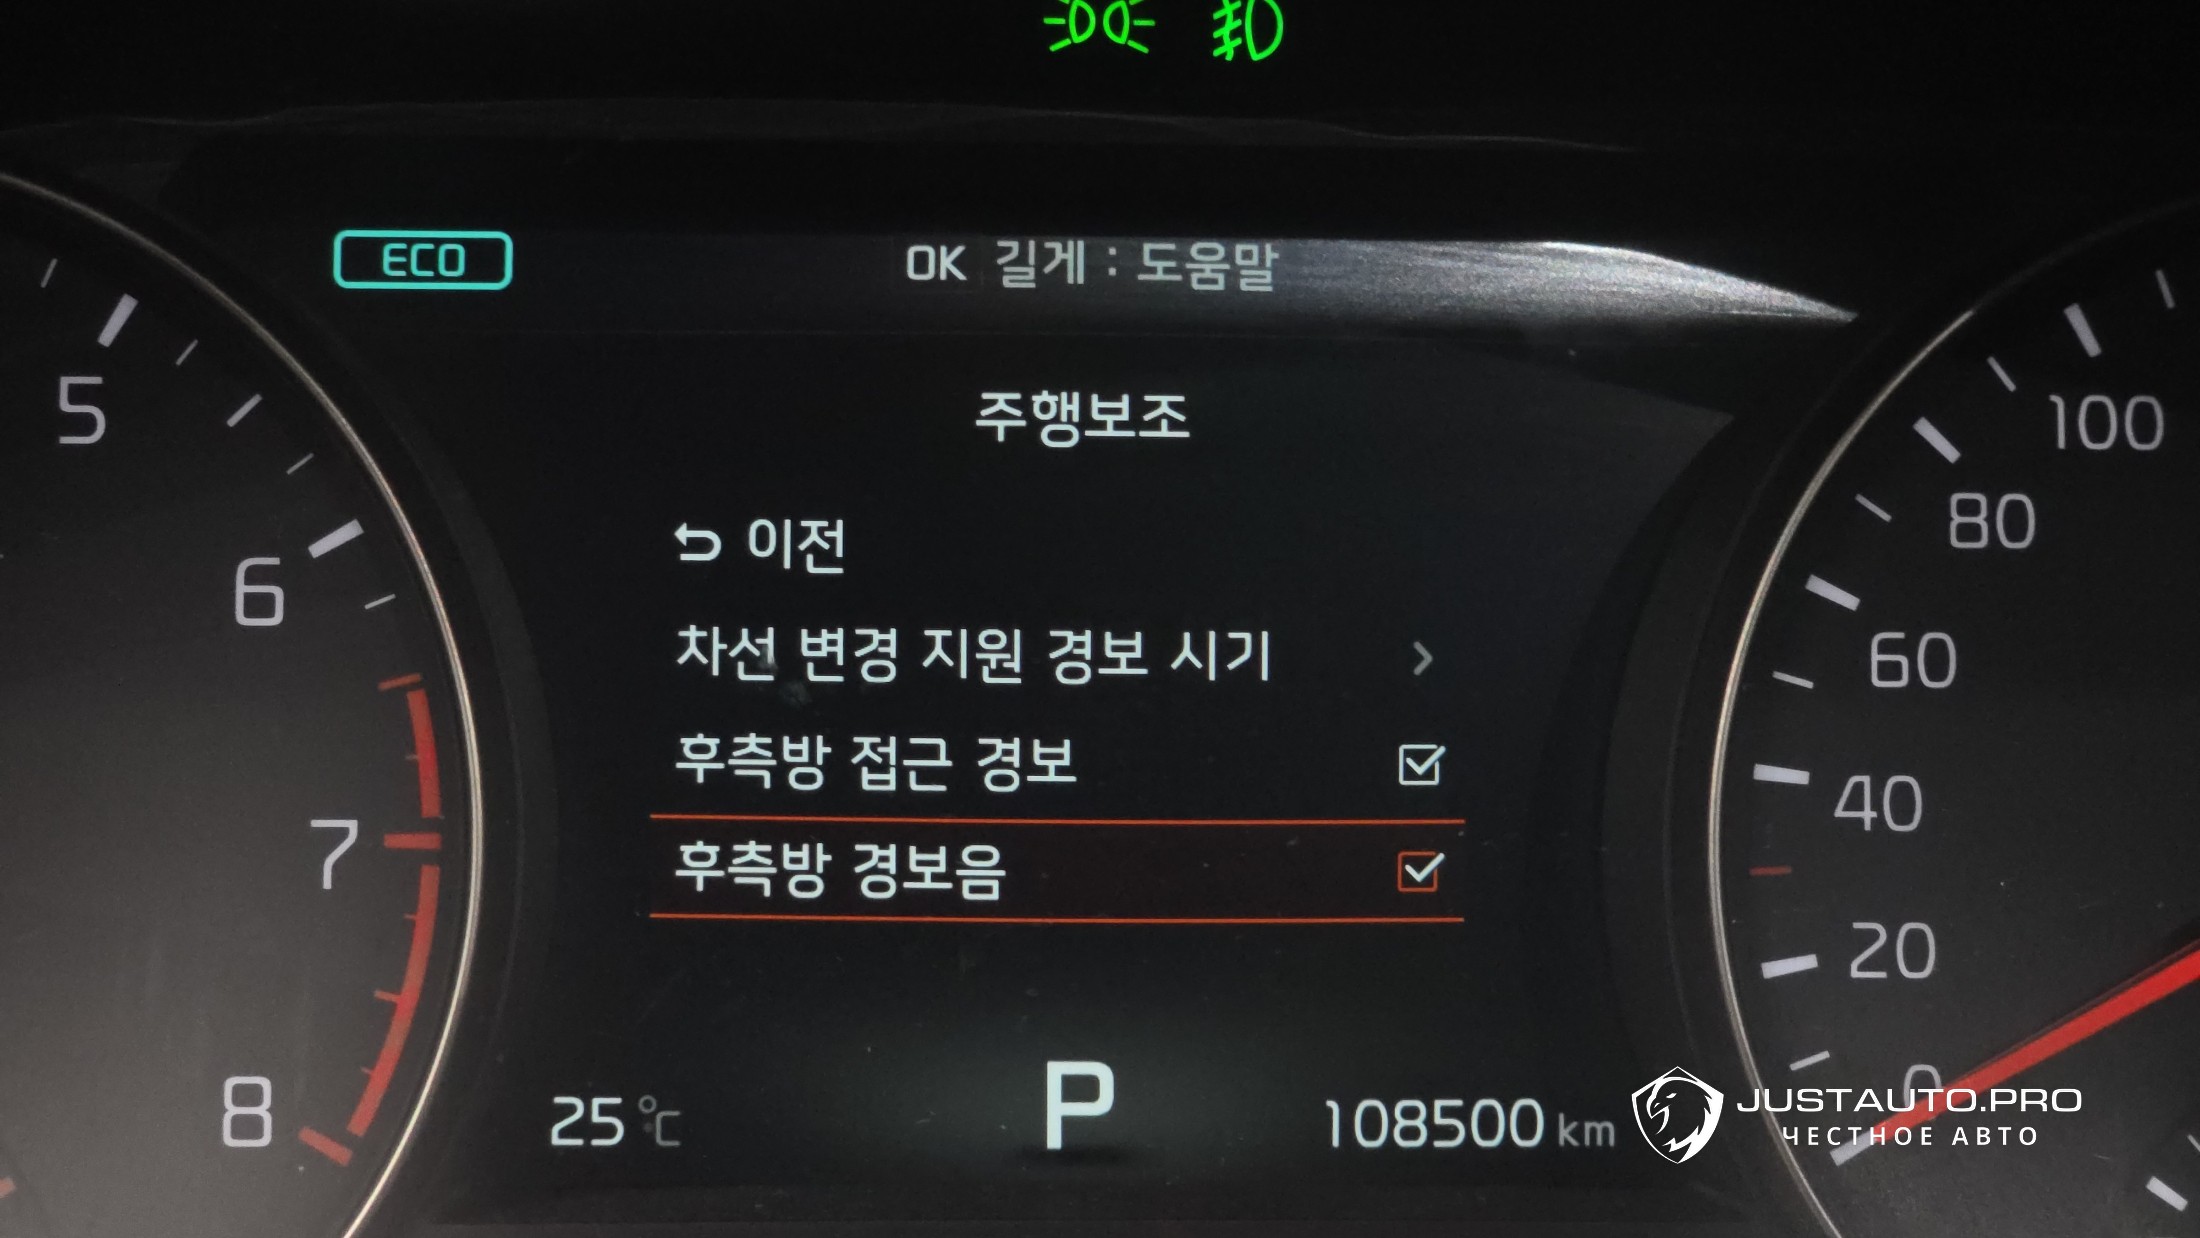 ECO
OK 길게 : 도움말
주행보조
이전
차선 변경 지원 경보 시기
후측방 접근 경보
후측방 경보음
25 °C
P
108500 km
5
6
7
8
100
80
60
40
20
0
JUSTAUTO.PRO
ЧЕСТНОЕ АВТО